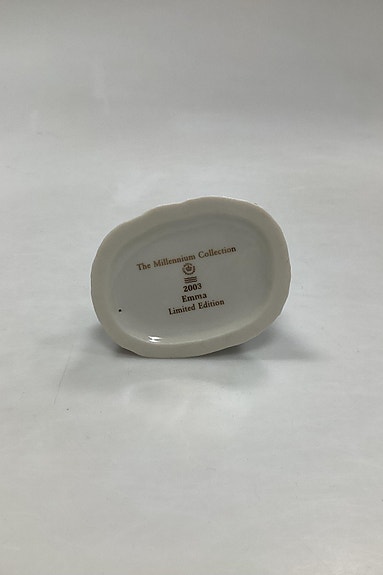 The Millennium Collection
2003
Emma
Limited Edition